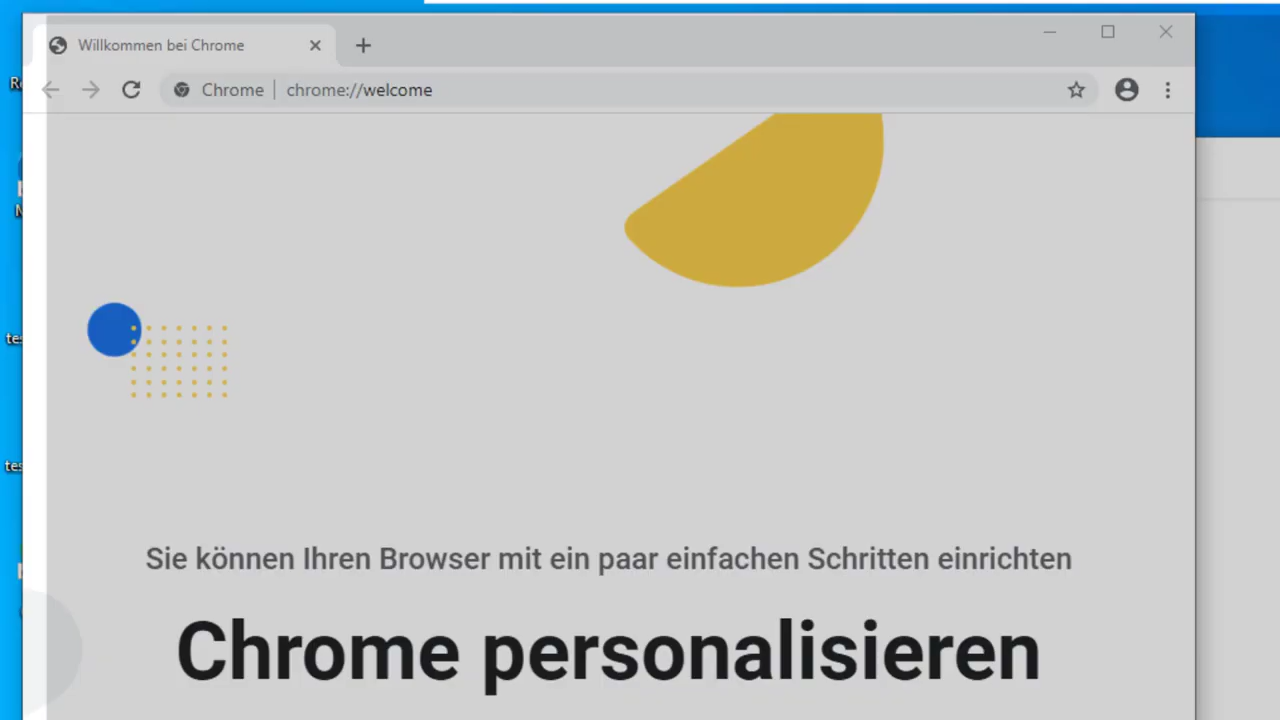 Willkommen bei Chrome
Chrome | chrome://welcome
Sie können Ihren Browser mit ein paar einfachen Schritten einrichten
Chrome personalisieren